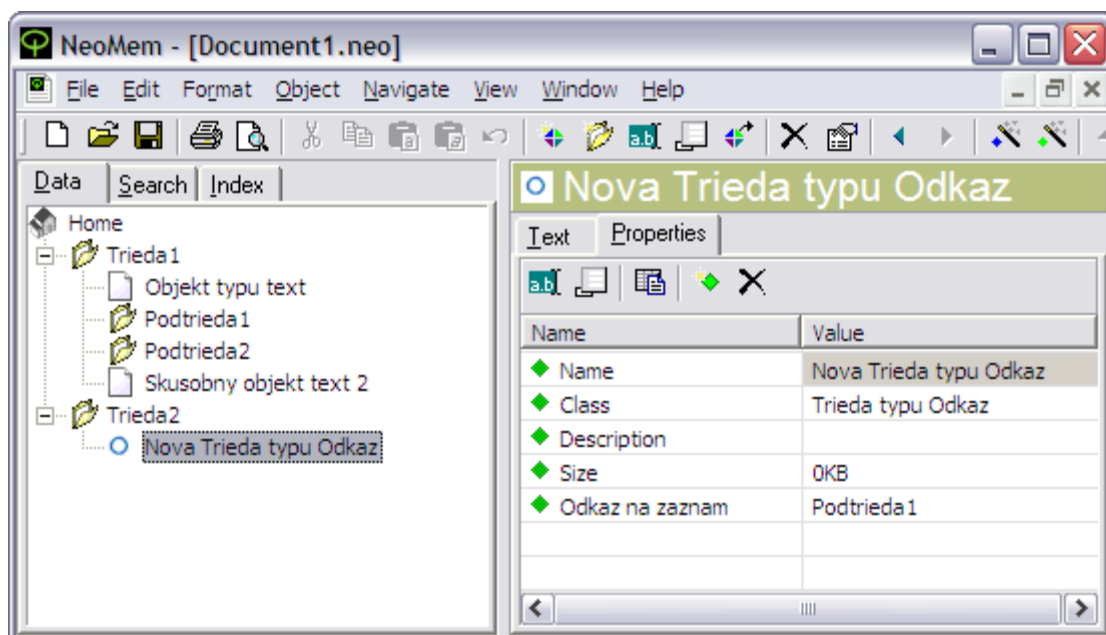 NeoMem - [Document1.neo]
File Edit Format Object Navigate View Window Help
Data Search Index
Home
Trieda1
Objekt typu text
Podtrieda1
Podtrieda2
Skusobny objekt text 2
Trieda2
Nova Trieda typu Odkaz
Nova Trieda typu Odkaz
Text Properties
Name Value
Name Nova Trieda typu Odkaz
Class Trieda typu Odkaz
Description
Size 0KB
Odkaz na zaznam Podtrieda1